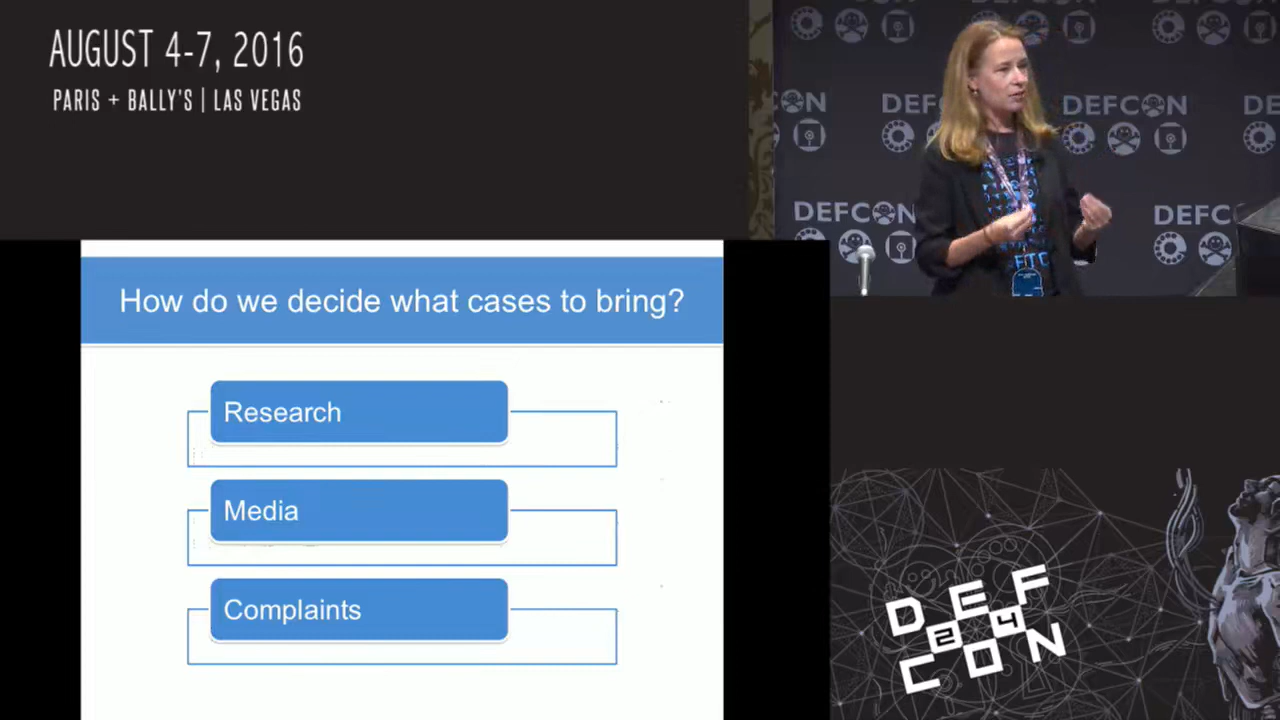 AUGUST 4-7, 2016
PARIS + BALLY'S | LAS VEGAS
DEFCON
DEFCON
DEFCON
FTC
How do we decide what cases to bring?
Research
Media
Complaints
DEF
24
CON